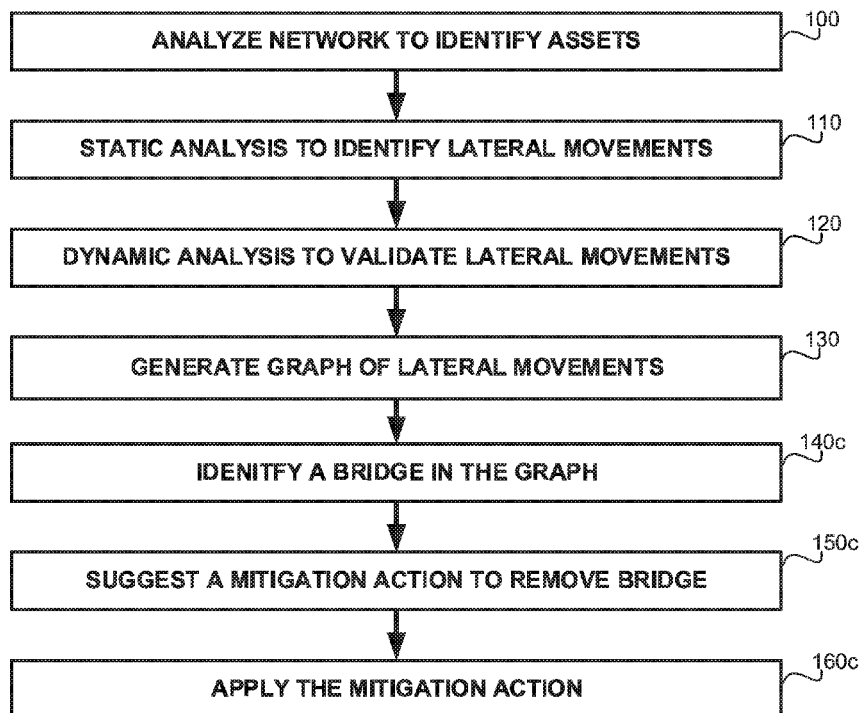 100
ANALYZE NETWORK TO IDENTIFY ASSETS
110
STATIC ANALYSIS TO IDENTIFY LATERAL MOVEMENTS
120
DYNAMIC ANALYSIS TO VALIDATE LATERAL MOVEMENTS
130
GENERATE GRAPH OF LATERAL MOVEMENTS
140c
IDENITFY A BRIDGE IN THE GRAPH
150c
SUGGEST A MITIGATION ACTION TO REMOVE BRIDGE
160c
APPLY THE MITIGATION ACTION